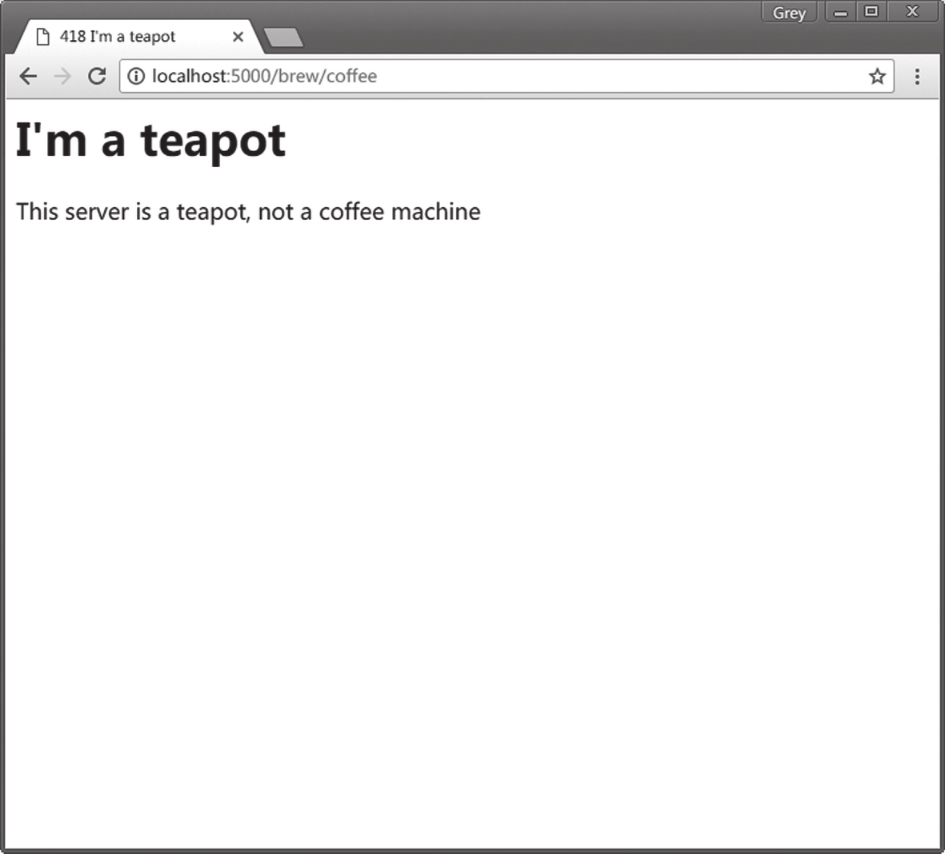 Grey
418 I'm a teapot
localhost:5000/brew/coffee
I'm a teapot
This server is a teapot, not a coffee machine